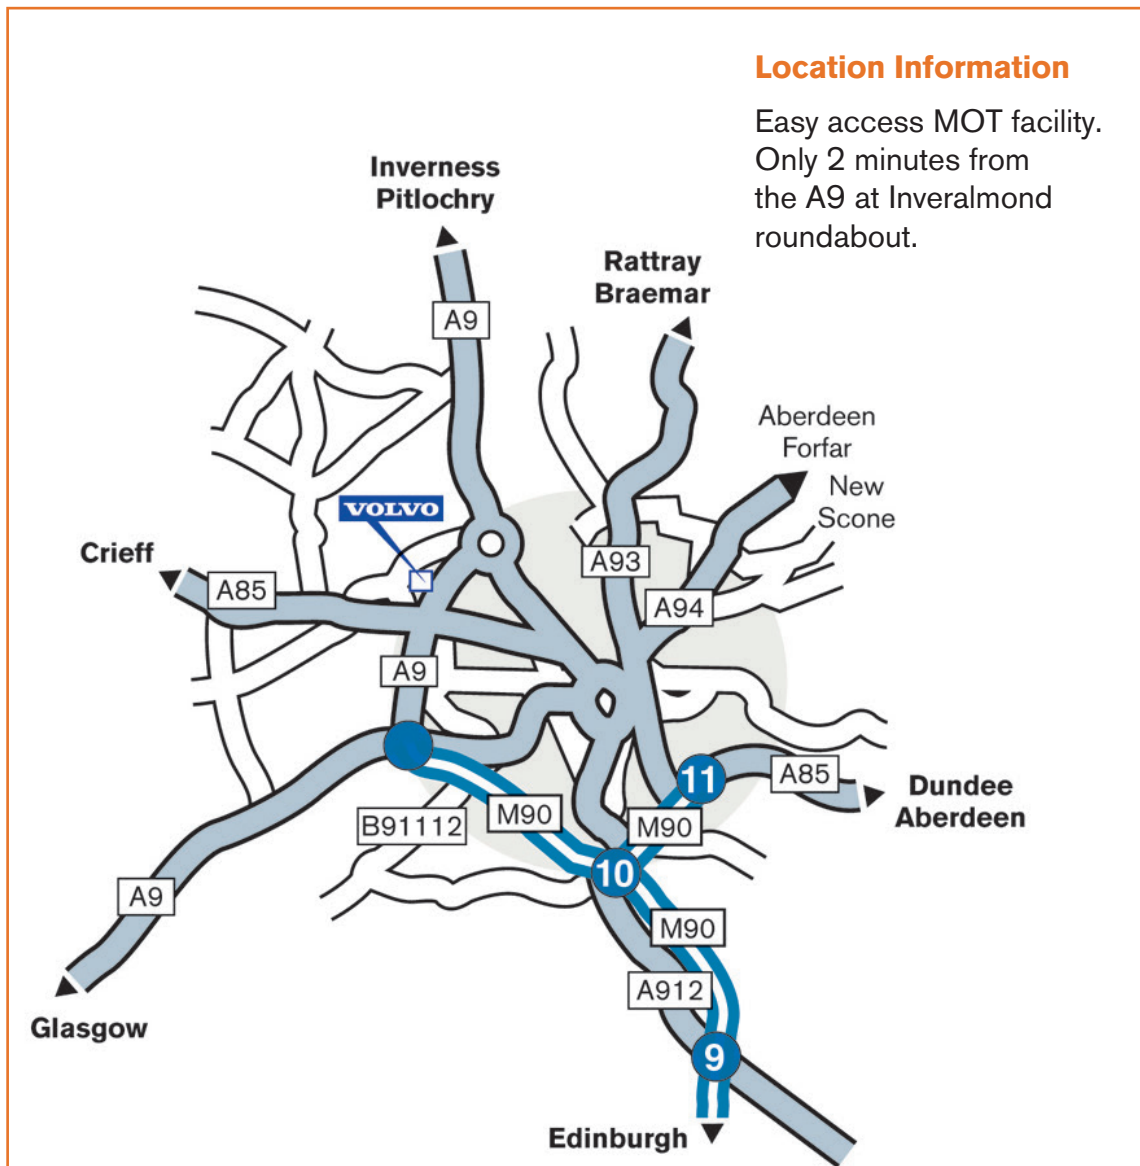 Location Information
Easy access MOT facility.
Only 2 minutes from
the A9 at Inveralmond
roundabout.
Inverness
Pitlochry
Rattray
Braemar
A9
Aberdeen
Forfar
New
Scone
VOLVO
Crieff
A93
A85
A94
A9
11
A85
Dundee
Aberdeen
M90
M90
B91112
10
A9
M90
A912
Glasgow
9
Edinburgh